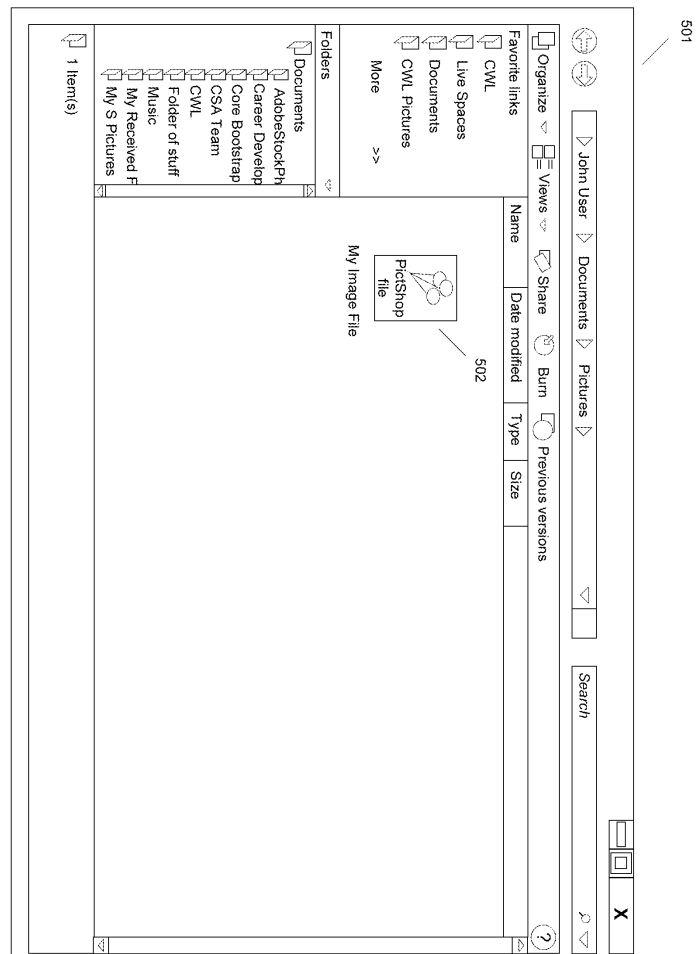 501
X
John User Documents Pictures
Search
Organize Views Share Burn Previous versions
?
Favorite links
CWL
Live Spaces
Documents
CWL Pictures
More >>
Folders
Documents
AdobeStockPh
Career Develop
Core Bootstrap
CSA Team
CWL
Folder of stuff
Music
My Received F
My S Pictures
Name Date modified Type Size
502
PictShop
file
My Image File
1 Item(s)